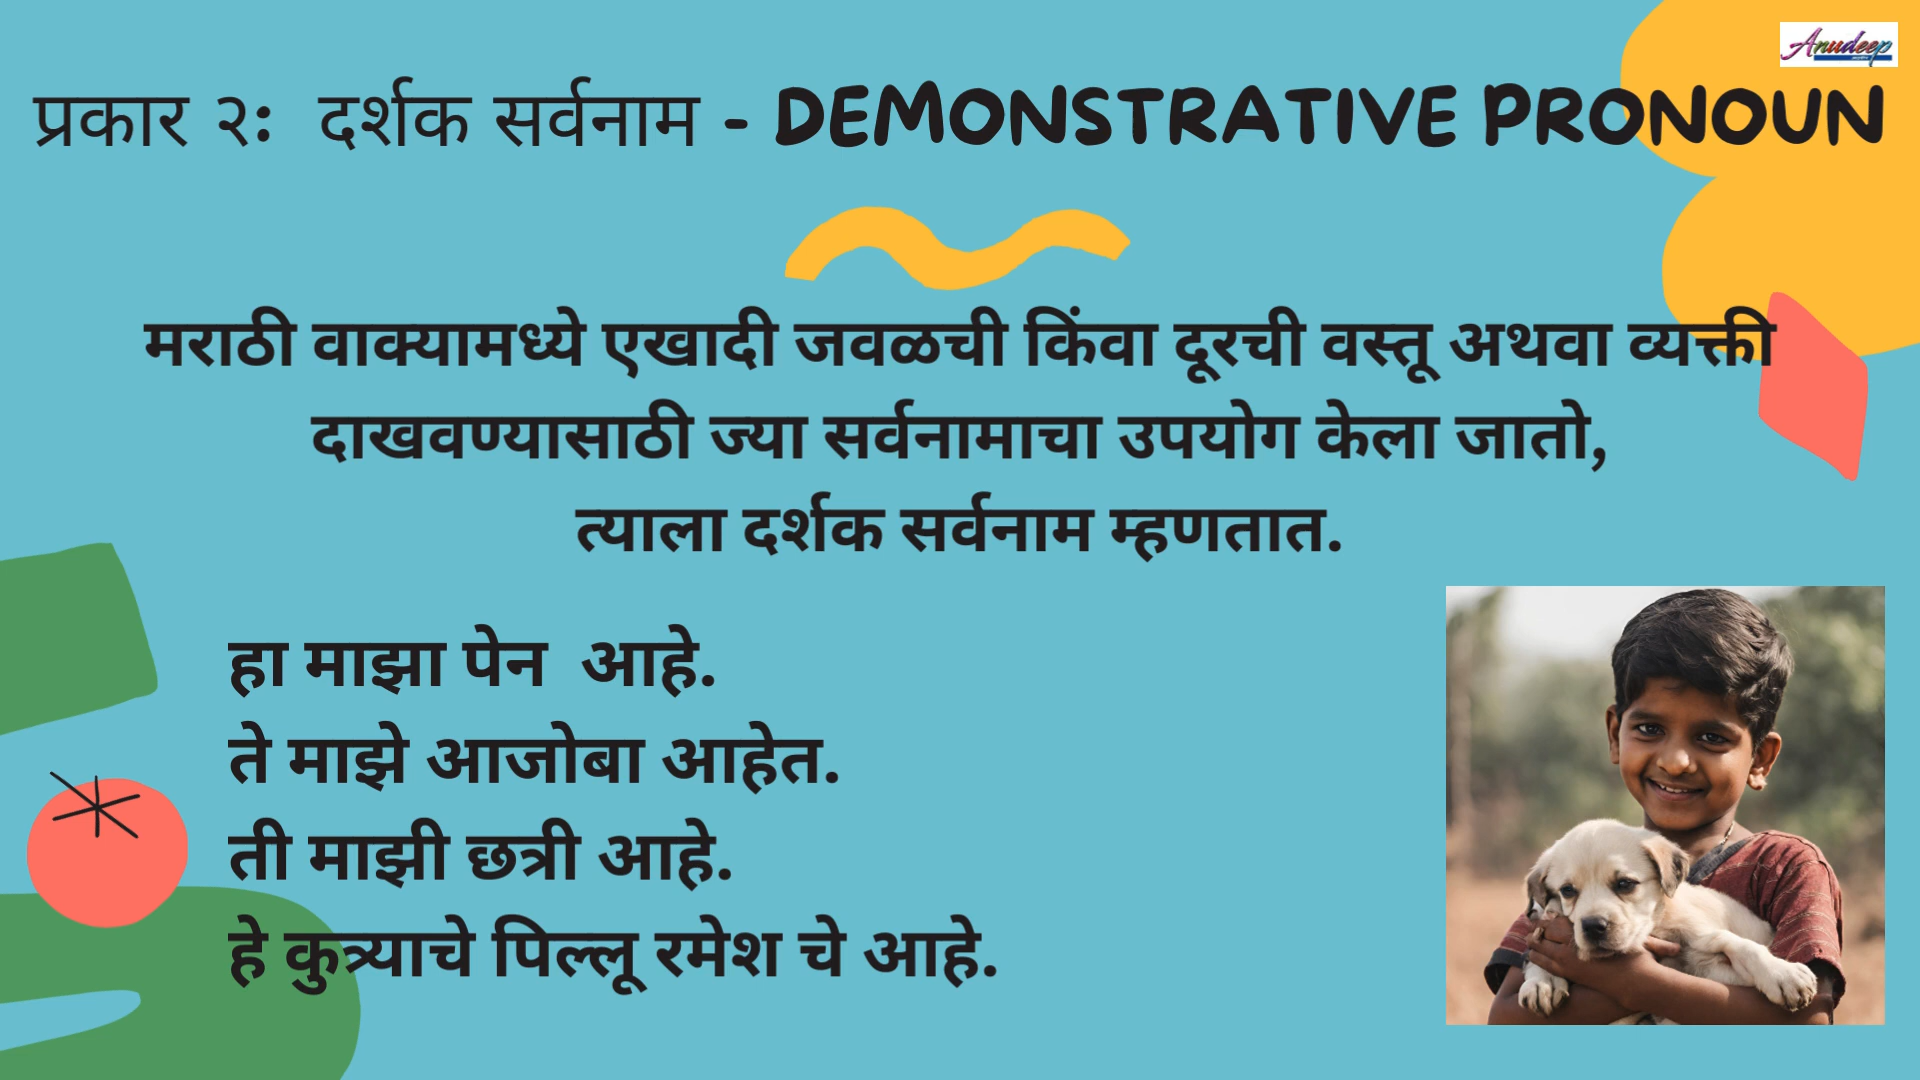 Anudeep
प्रकार २: दर्शक सर्वनाम - DEMONSTRATIVE PRONOUN
मराठी वाक्यामध्ये एखादी जवळची किंवा दूरची वस्तू अथवा व्यक्ती
दाखवण्यासाठी ज्या सर्वनामाचा उपयोग केला जातो,
त्याला दर्शक सर्वनाम म्हणतात.
हा माझा पेन आहे.
ते माझे आजोबा आहेत.
ती माझी छत्री आहे.
हे कुत्र्याचे पिल्लू रमेश चे आहे.